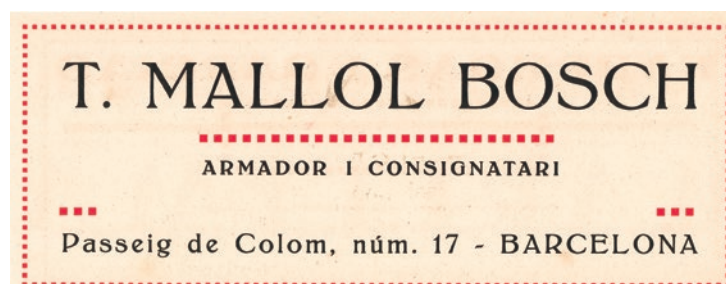 T. MALLOL BOSCH
ARMADOR I CONSIGNATARI
Passeig de Colom, núm. 17 - BARCELONA